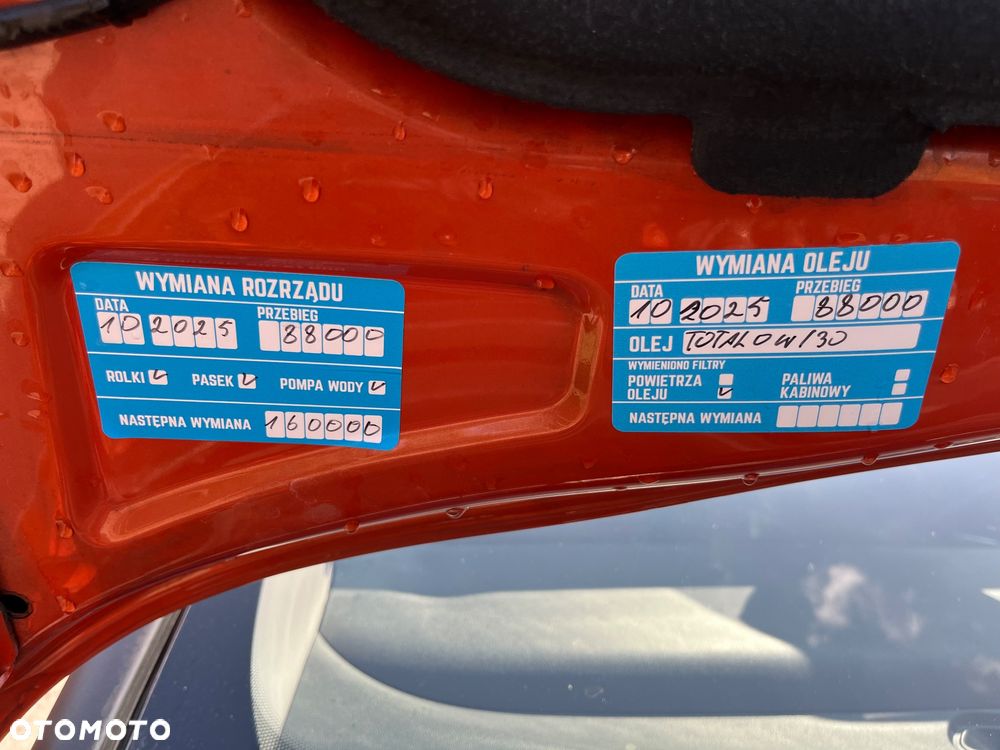 WYMIANA ROZRZĄDU
DATA PRZEBIEG
10 2025 88000
ROLKI ✓ PASEK ✓ POMPA WODY ✓
NASTĘPNA WYMIANA 160000
WYMIANA OLEJU
DATA PRZEBIEG
10 2025 88000
OLEJ TOTAL 0W/30
WYMIENIONO FILTRY
POWIETRZA PALIWA
OLEJU ✓ KABINOWY
NASTĘPNA WYMIANA
OTOMOTO